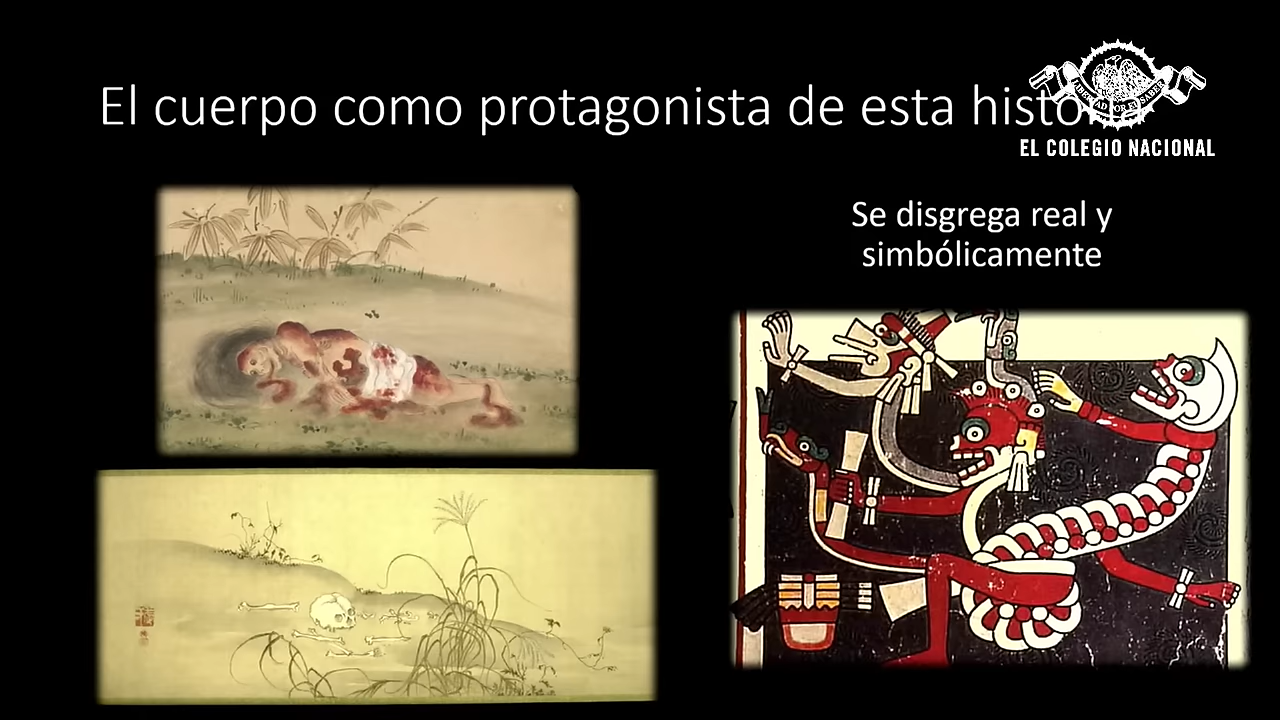 El cuerpo como protagonista de esta
EL COLEGIO NACIONAL
Se disgrega real y
simbólicamente